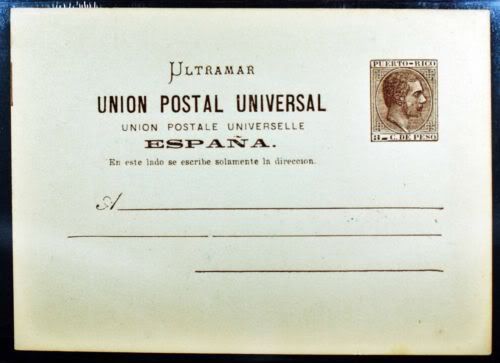 ULTRAMAR
UNION POSTAL UNIVERSAL
UNION POSTALE UNIVERSELLE
ESPAÑA.
En este lado se escribe solamente la direccion.
A
PUERTO-RICO
3 C. DE PESO